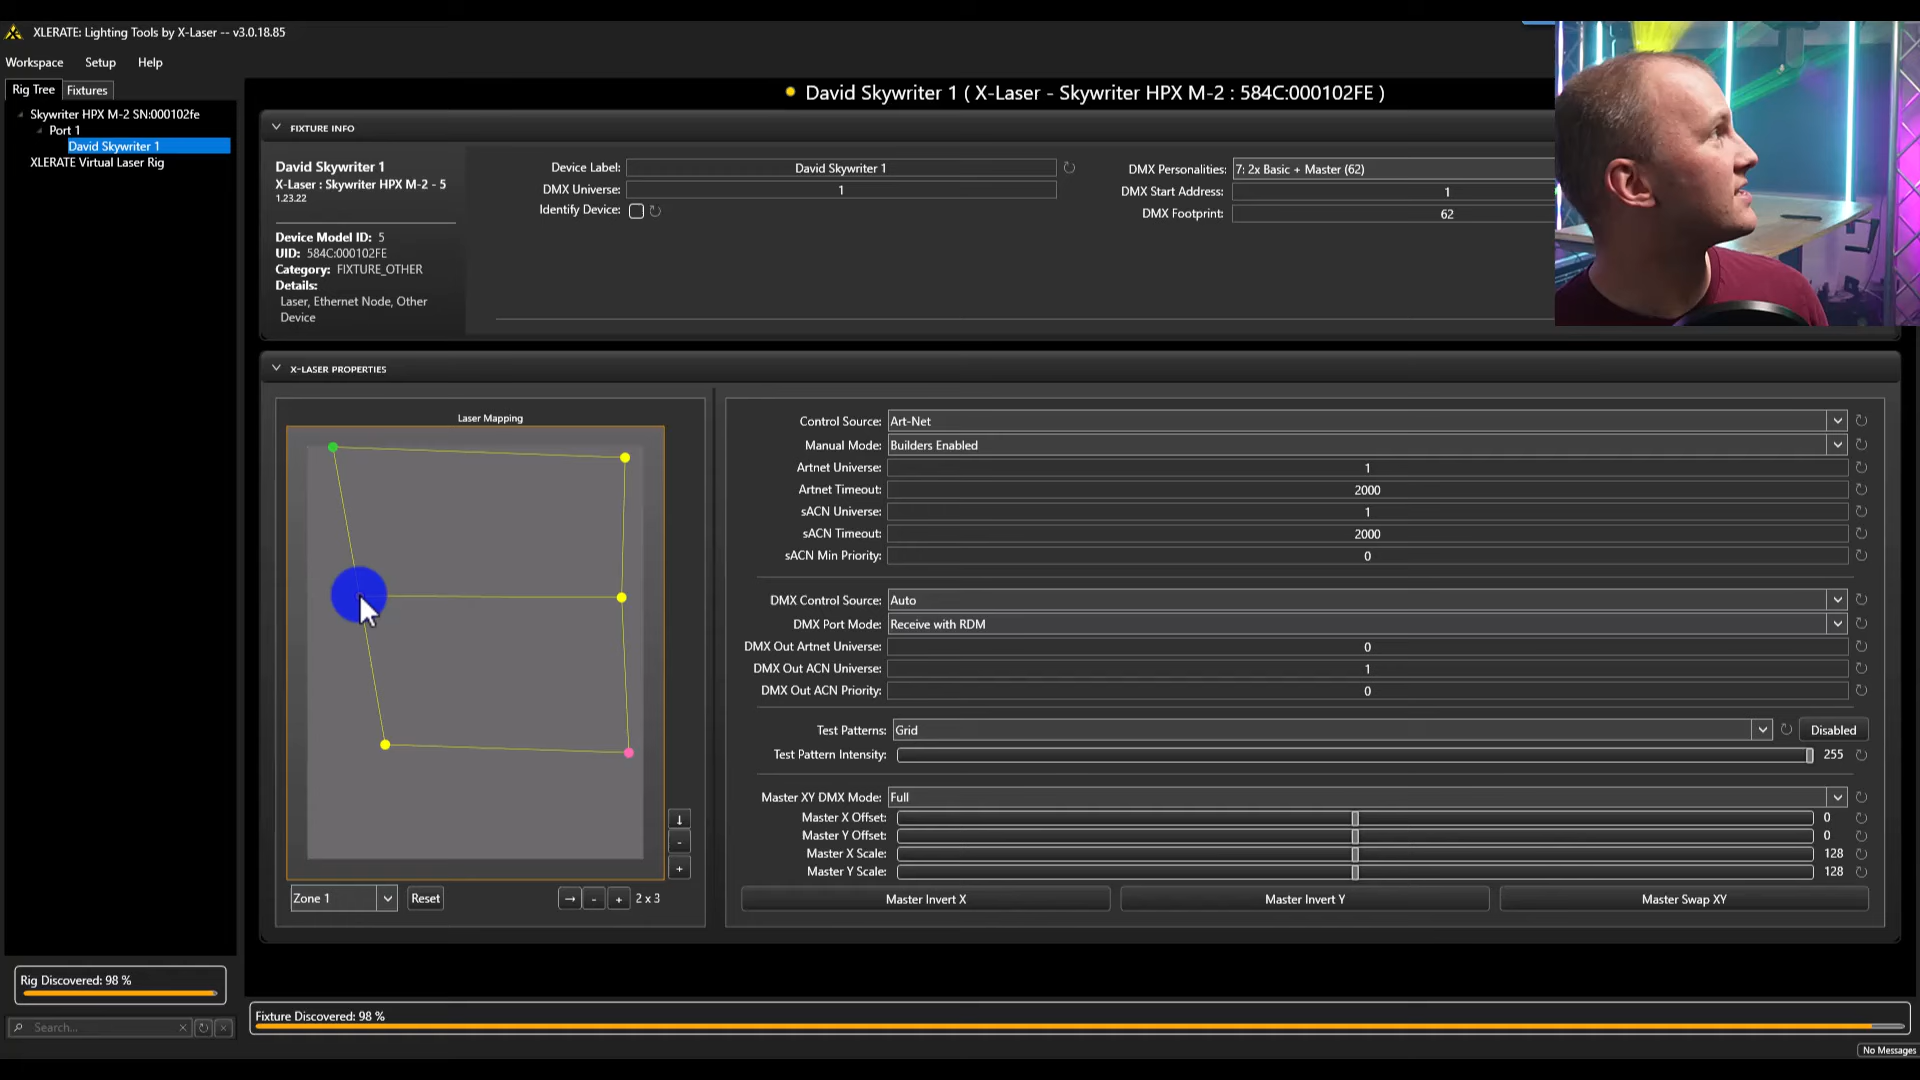 XLERATE: Lighting Tools by X-Laser -- v3.0.18.85
Workspace Setup Help
Rig Tree Fixtures
Skywriter HPX M-2 SN:000102fe
Port 1
David Skywriter 1
XLERATE Virtual Laser Rig
David Skywriter 1 ( X-Laser - Skywriter HPX M-2 : 584C:000102FE )
FIXTURE INFO
David Skywriter 1
X-Laser : Skywriter HPX M-2 - 5
1.23.22
Device Model ID: 5
UID: 584C:000102FE
Category: FIXTURE_OTHER
Details:
Laser, Ethernet Node, Other
Device
Device Label: David Skywriter 1
DMX Universe: 1
Identify Device:
DMX Personalities: 7: 2x Basic + Master (62)
DMX Start Address: 1
DMX Footprint: 62
X-LASER PROPERTIES
Laser Mapping
Zone 1 Reset → - + 2 x 3
↓
-
+
Control Source: Art-Net
Manual Mode: Builders Enabled
Artnet Universe: 1
Artnet Timeout: 2000
sACN Universe: 1
sACN Timeout: 2000
sACN Min Priority: 0
DMX Control Source: Auto
DMX Port Mode: Receive with RDM
DMX Out Artnet Universe: 0
DMX Out ACN Universe: 1
DMX Out ACN Priority: 0
Test Patterns: Grid Disabled
Test Pattern Intensity: 255
Master XY DMX Mode: Full
Master X Offset: 0
Master Y Offset: 0
Master X Scale: 128
Master Y Scale: 128
Master Invert X Master Invert Y Master Swap XY
Rig Discovered: 98 %
Search...
Fixture Discovered: 98 %
No Messages